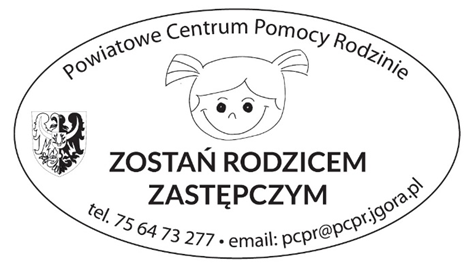 Powiatowe Centrum Pomocy Rodzinie
ZOSTAŃ RODZICEM
ZASTĘPCZYM
tel. 75 64 73 277 • email: pcpr@pcpr.jgora.pl